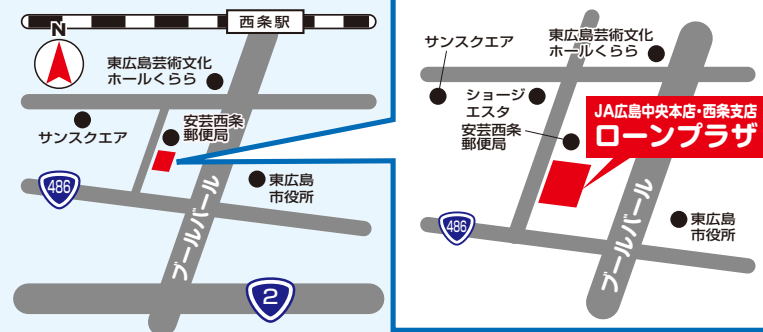 西条駅
N
東広島芸術文化
ホールくらら
サンスクエア
安芸西条
郵便局
486
東広島
市役所
ブールバール
2
サンスクエア
東広島芸術文化
ホールくらら
ショージ
エスタ
安芸西条
郵便局
JA広島中央本店・西条支店
ローンプラザ
486
東広島
市役所
ブールバール